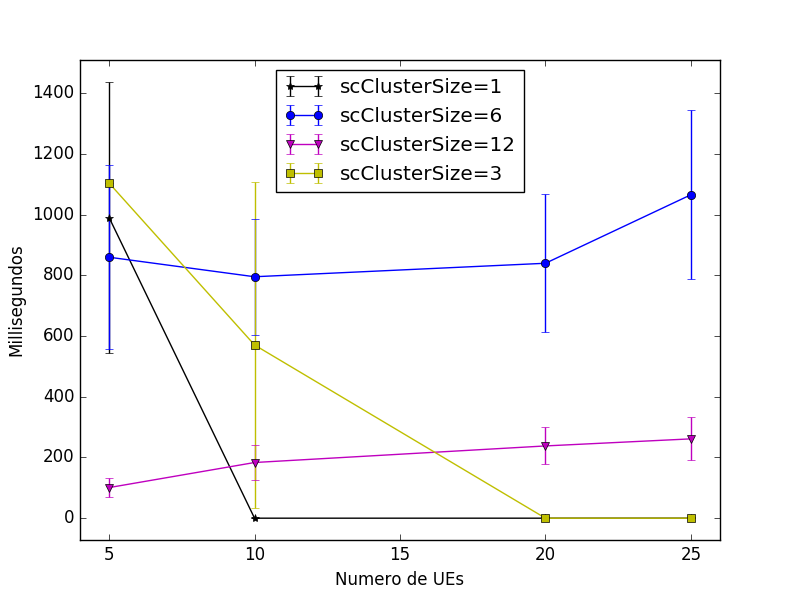 1400
1200
1000
800
600
400
200
0
Millisegundos
scClusterSize=1
scClusterSize=6
scClusterSize=12
scClusterSize=3
5 10 15 20 25
Numero de UEs